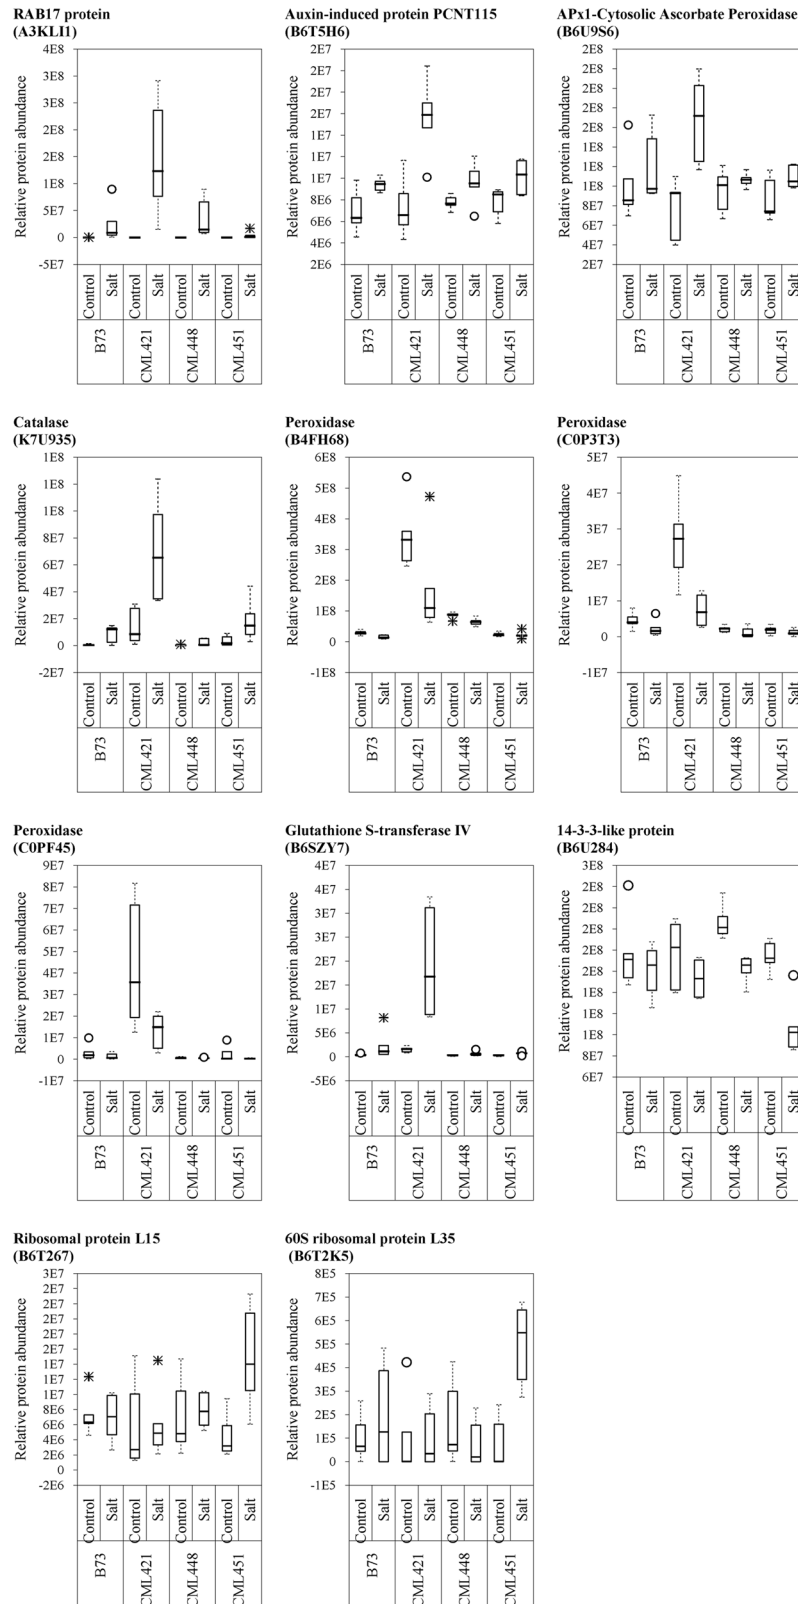 RAB17 protein
(A3KLI1)
Relative protein abundance
4E8
3E8
3E8
2E8
2E8
1E8
5E7
0
-5E7
Control
Salt
Control
Salt
Control
Salt
Control
Salt
B73
CML421
CML448
CML451
Auxin-induced protein PCNT115
(B6T5H6)
Relative protein abundance
2E7
2E7
2E7
2E7
1E7
1E7
1E7
8E6
6E6
4E6
2E6
Control
Salt
Control
Salt
Control
Salt
Control
Salt
B73
CML421
CML448
CML451
APx1-Cytosolic Ascorbate Peroxidase
(B6U9S6)
Relative protein abundance
2E8
2E8
2E8
2E8
2E8
1E8
1E8
1E8
8E7
6E7
4E7
2E7
Control
Salt
Control
Salt
Control
Salt
Control
Salt
B73
CML421
CML448
CML451
Catalase
(K7U935)
Relative protein abundance
1E8
1E8
1E8
8E7
6E7
4E7
2E7
0
-2E7
Control
Salt
Control
Salt
Control
Salt
Control
Salt
B73
CML421
CML448
CML451
Peroxidase
(B4FH68)
Relative protein abundance
6E8
5E8
4E8
3E8
2E8
1E8
0
-1E8
Control
Salt
Control
Salt
Control
Salt
Control
Salt
B73
CML421
CML448
CML451
Peroxidase
(C0P3T3)
Relative protein abundance
5E7
4E7
3E7
2E7
1E7
0
-1E7
Control
Salt
Control
Salt
Control
Salt
Control
Salt
B73
CML421
CML448
CML451
Peroxidase
(C0PF45)
Relative protein abundance
9E7
8E7
7E7
6E7
5E7
4E7
3E7
2E7
1E7
0
-1E7
Control
Salt
Control
Salt
Control
Salt
Control
Salt
B73
CML421
CML448
CML451
Glutathione S-transferase IV
(B6SZY7)
Relative protein abundance
4E7
4E7
3E7
3E7
2E7
2E7
1E7
5E6
0
-5E6
Control
Salt
Control
Salt
Control
Salt
Control
Salt
B73
CML421
CML448
CML451
14-3-3-like protein
(B6U284)
Relative protein abundance
3E8
2E8
2E8
2E8
2E8
2E8
1E8
1E8
1E8
8E7
6E7
Control
Salt
Control
Salt
Control
Salt
Control
Salt
B73
CML421
CML448
CML451
Ribosomal protein L15
(B6T267)
Relative protein abundance
3E7
2E7
2E7
2E7
2E7
2E7
1E7
1E7
1E7
8E6
6E6
4E6
2E6
0
-2E6
Control
Salt
Control
Salt
Control
Salt
Control
Salt
B73
CML421
CML448
CML451
60S ribosomal protein L35
(B6T2K5)
Relative protein abundance
8E5
7E5
6E5
5E5
4E5
3E5
2E5
1E5
0
-1E5
Control
Salt
Control
Salt
Control
Salt
Control
Salt
B73
CML421
CML448
CML451